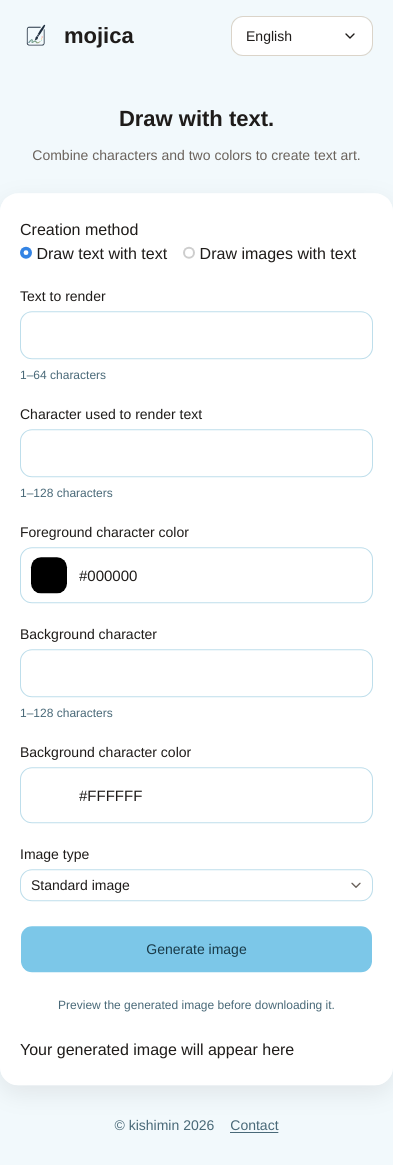 mojica
English
Draw with text.
Combine characters and two colors to create text art.
Creation method
Draw text with text
Draw images with text
Text to render
1–64 characters
Character used to render text
1–128 characters
Foreground character color
#000000
Background character
1–128 characters
Background character color
#FFFFFF
Image type
Standard image
Generate image
Preview the generated image before downloading it.
Your generated image will appear here
© kishimin 2026 Contact